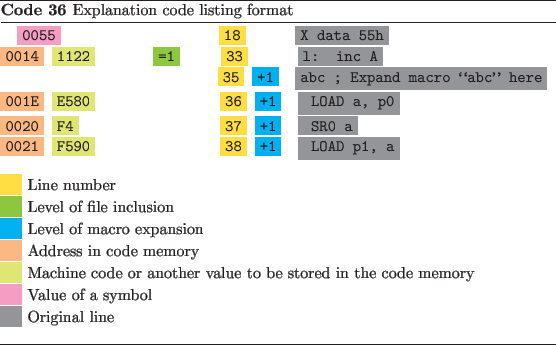 Code 36 Explanation code listing format
0055 18 X data 55h
0014 1122 =1 33 l: inc A
35 +1 abc ; Expand macro “abc” here
001E E580 36 +1 LOAD a, p0
0020 F4 37 +1 SR0 a
0021 F590 38 +1 LOAD p1, a
Line number
Level of file inclusion
Level of macro expansion
Address in code memory
Machine code or another value to be stored in the code memory
Value of a symbol
Original line